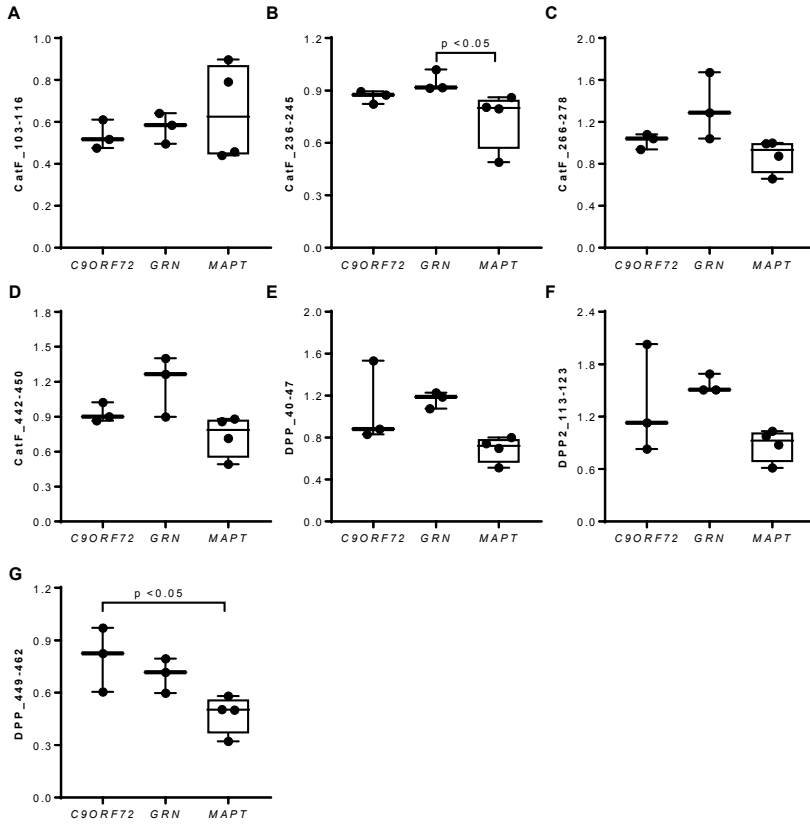 A
CatF_103-116
1.0
0.8
0.6
0.4
0.2
0.0
C9ORF72 GRN MAPT
B
CatF_236-245
1.2
0.9
0.6
0.3
0.0
p <0.05
C9ORF72 GRN MAPT
C
CatF_266-278
2.0
1.6
1.2
0.8
0.4
0.0
C9ORF72 GRN MAPT
D
CatF_442-450
1.8
1.5
1.2
0.9
0.6
0.3
0.0
C9ORF72 GRN MAPT
E
DPP_40-47
2.0
1.6
1.2
0.8
0.4
0.0
C9ORF72 GRN MAPT
F
DPP2_113-123
2.4
1.8
1.2
0.6
0.0
C9ORF72 GRN MAPT
G
DPP_449-462
1.2
0.9
0.6
0.3
0.0
p <0.05
C9ORF72 GRN MAPT